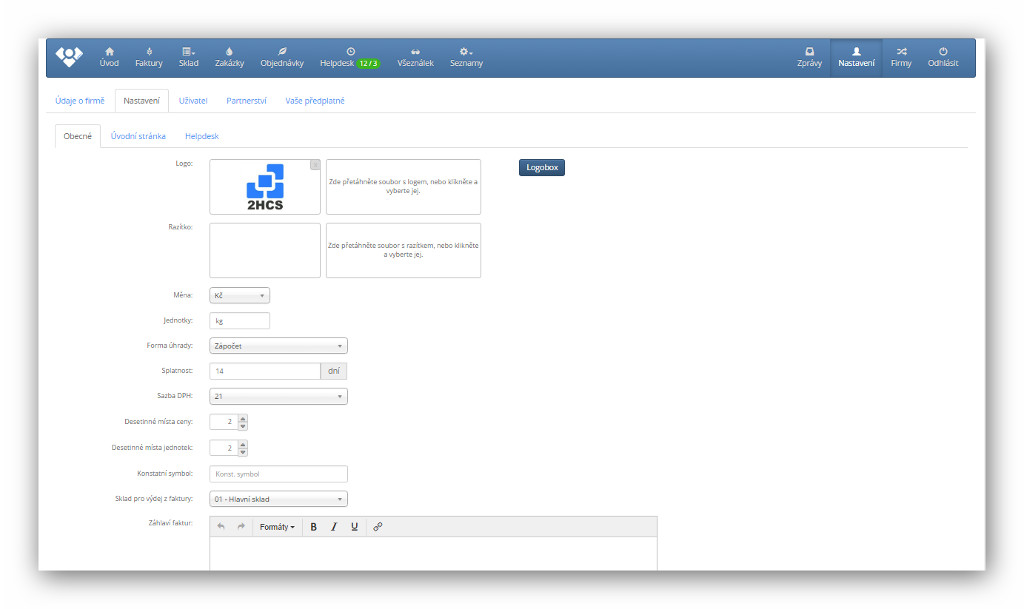 Úvod Faktury Sklad Zakázky Objednávky Helpdesk 12 / 3 Všeználek Seznamy Zprávy Nastavení Firmy Odhlásit
Údaje o firmě Nastavení Uživatel Partnerství Vaše předplatné
Obecné Úvodní stránka Helpdesk
Logo:
2HCS
Zde přetáhněte soubor s logem, nebo klikněte a
vyberte jej.
Logobox
Razítko:
Zde přetáhněte soubor s razítkem, nebo klikněte
a vyberte jej.
Měna: Kč
Jednotky: kg
Forma úhrady: Zápočet
Splatnost: 14 dní
Sazba DPH: 21
Desetinné místa ceny: 2
Desetinné místa jednotek: 2
Konstatní symbol: Konst. symbol
Sklad pro výdej z faktury: 01 - Hlavní sklad
Záhlaví faktur: Formáty B I U